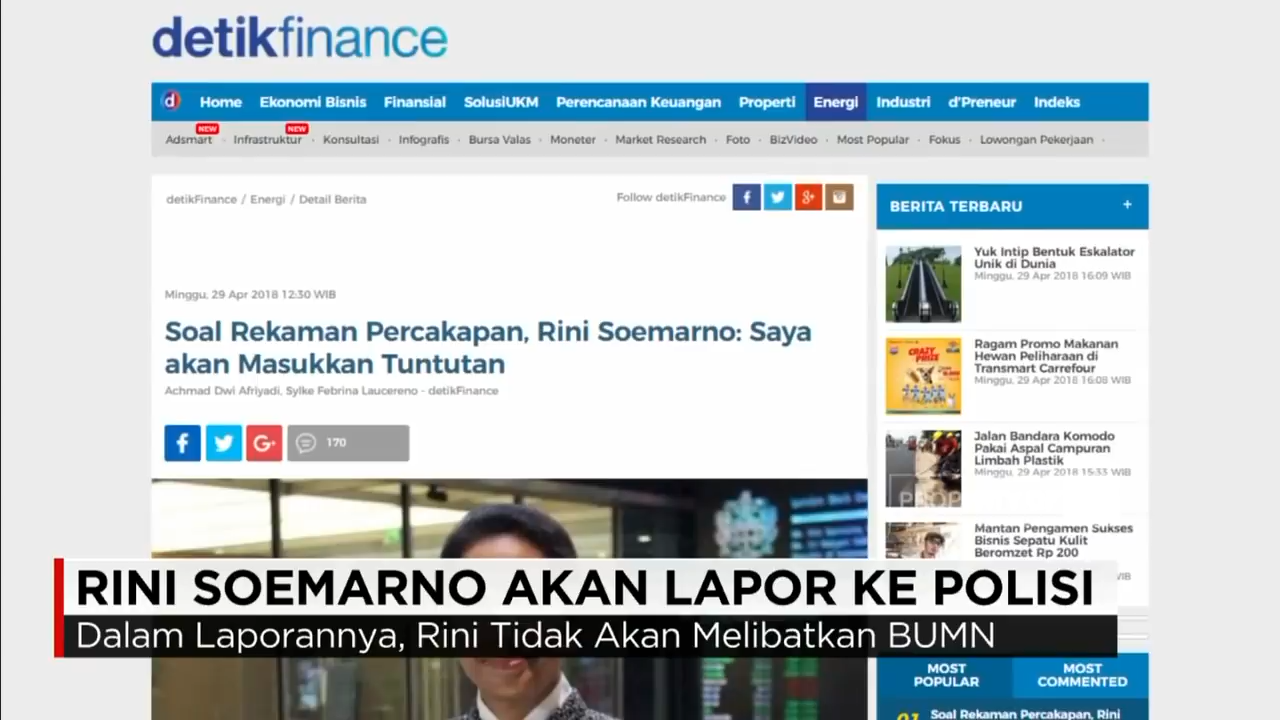 detikfinance
Home Ekonomi Bisnis Finansial SolusiUKM Perencanaan Keuangan Properti Energi Industri d'Preneur Indeks
NEW NEW
Adsmart Infrastruktur Konsultasi Infografis Bursa Valas Moneter Market Research Foto BizVideo Most Popular Fokus Lowongan Pekerjaan
detikFinance / Energi / Detail Berita
Follow detikFinance
Minggu, 29 Apr 2018 12:30 WIB
Soal Rekaman Percakapan, Rini Soemarno: Saya
akan Masukkan Tuntutan
Achmad Dwi Afriyadi, Sylke Febrina Laucereno - detikFinance
170
BERITA TERBARU +
Yuk Intip Bentuk Eskalator
Unik di Dunia
Minggu, 29 Apr 2018 16:09 WIB
CRAZY
PRIZE
Ragam Promo Makanan
Hewan Peliharaan di
Transmart Carrefour
Minggu, 29 Apr 2018 16:08 WIB
Jalan Bandara Komodo
Pakai Aspal Campuran
Limbah Plastik
Minggu, 29 Apr 2018 15:33 WIB
Mantan Pengamen Sukses
Bisnis Sepatu Kulit
Beromzet Rp 200
WIB
RINI SOEMARNO AKAN LAPOR KE POLISI
Dalam Laporannya, Rini Tidak Akan Melibatkan BUMN
MOST
POPULAR
MOST
COMMENTED
01 Soal Rekaman Percakapan, Rini